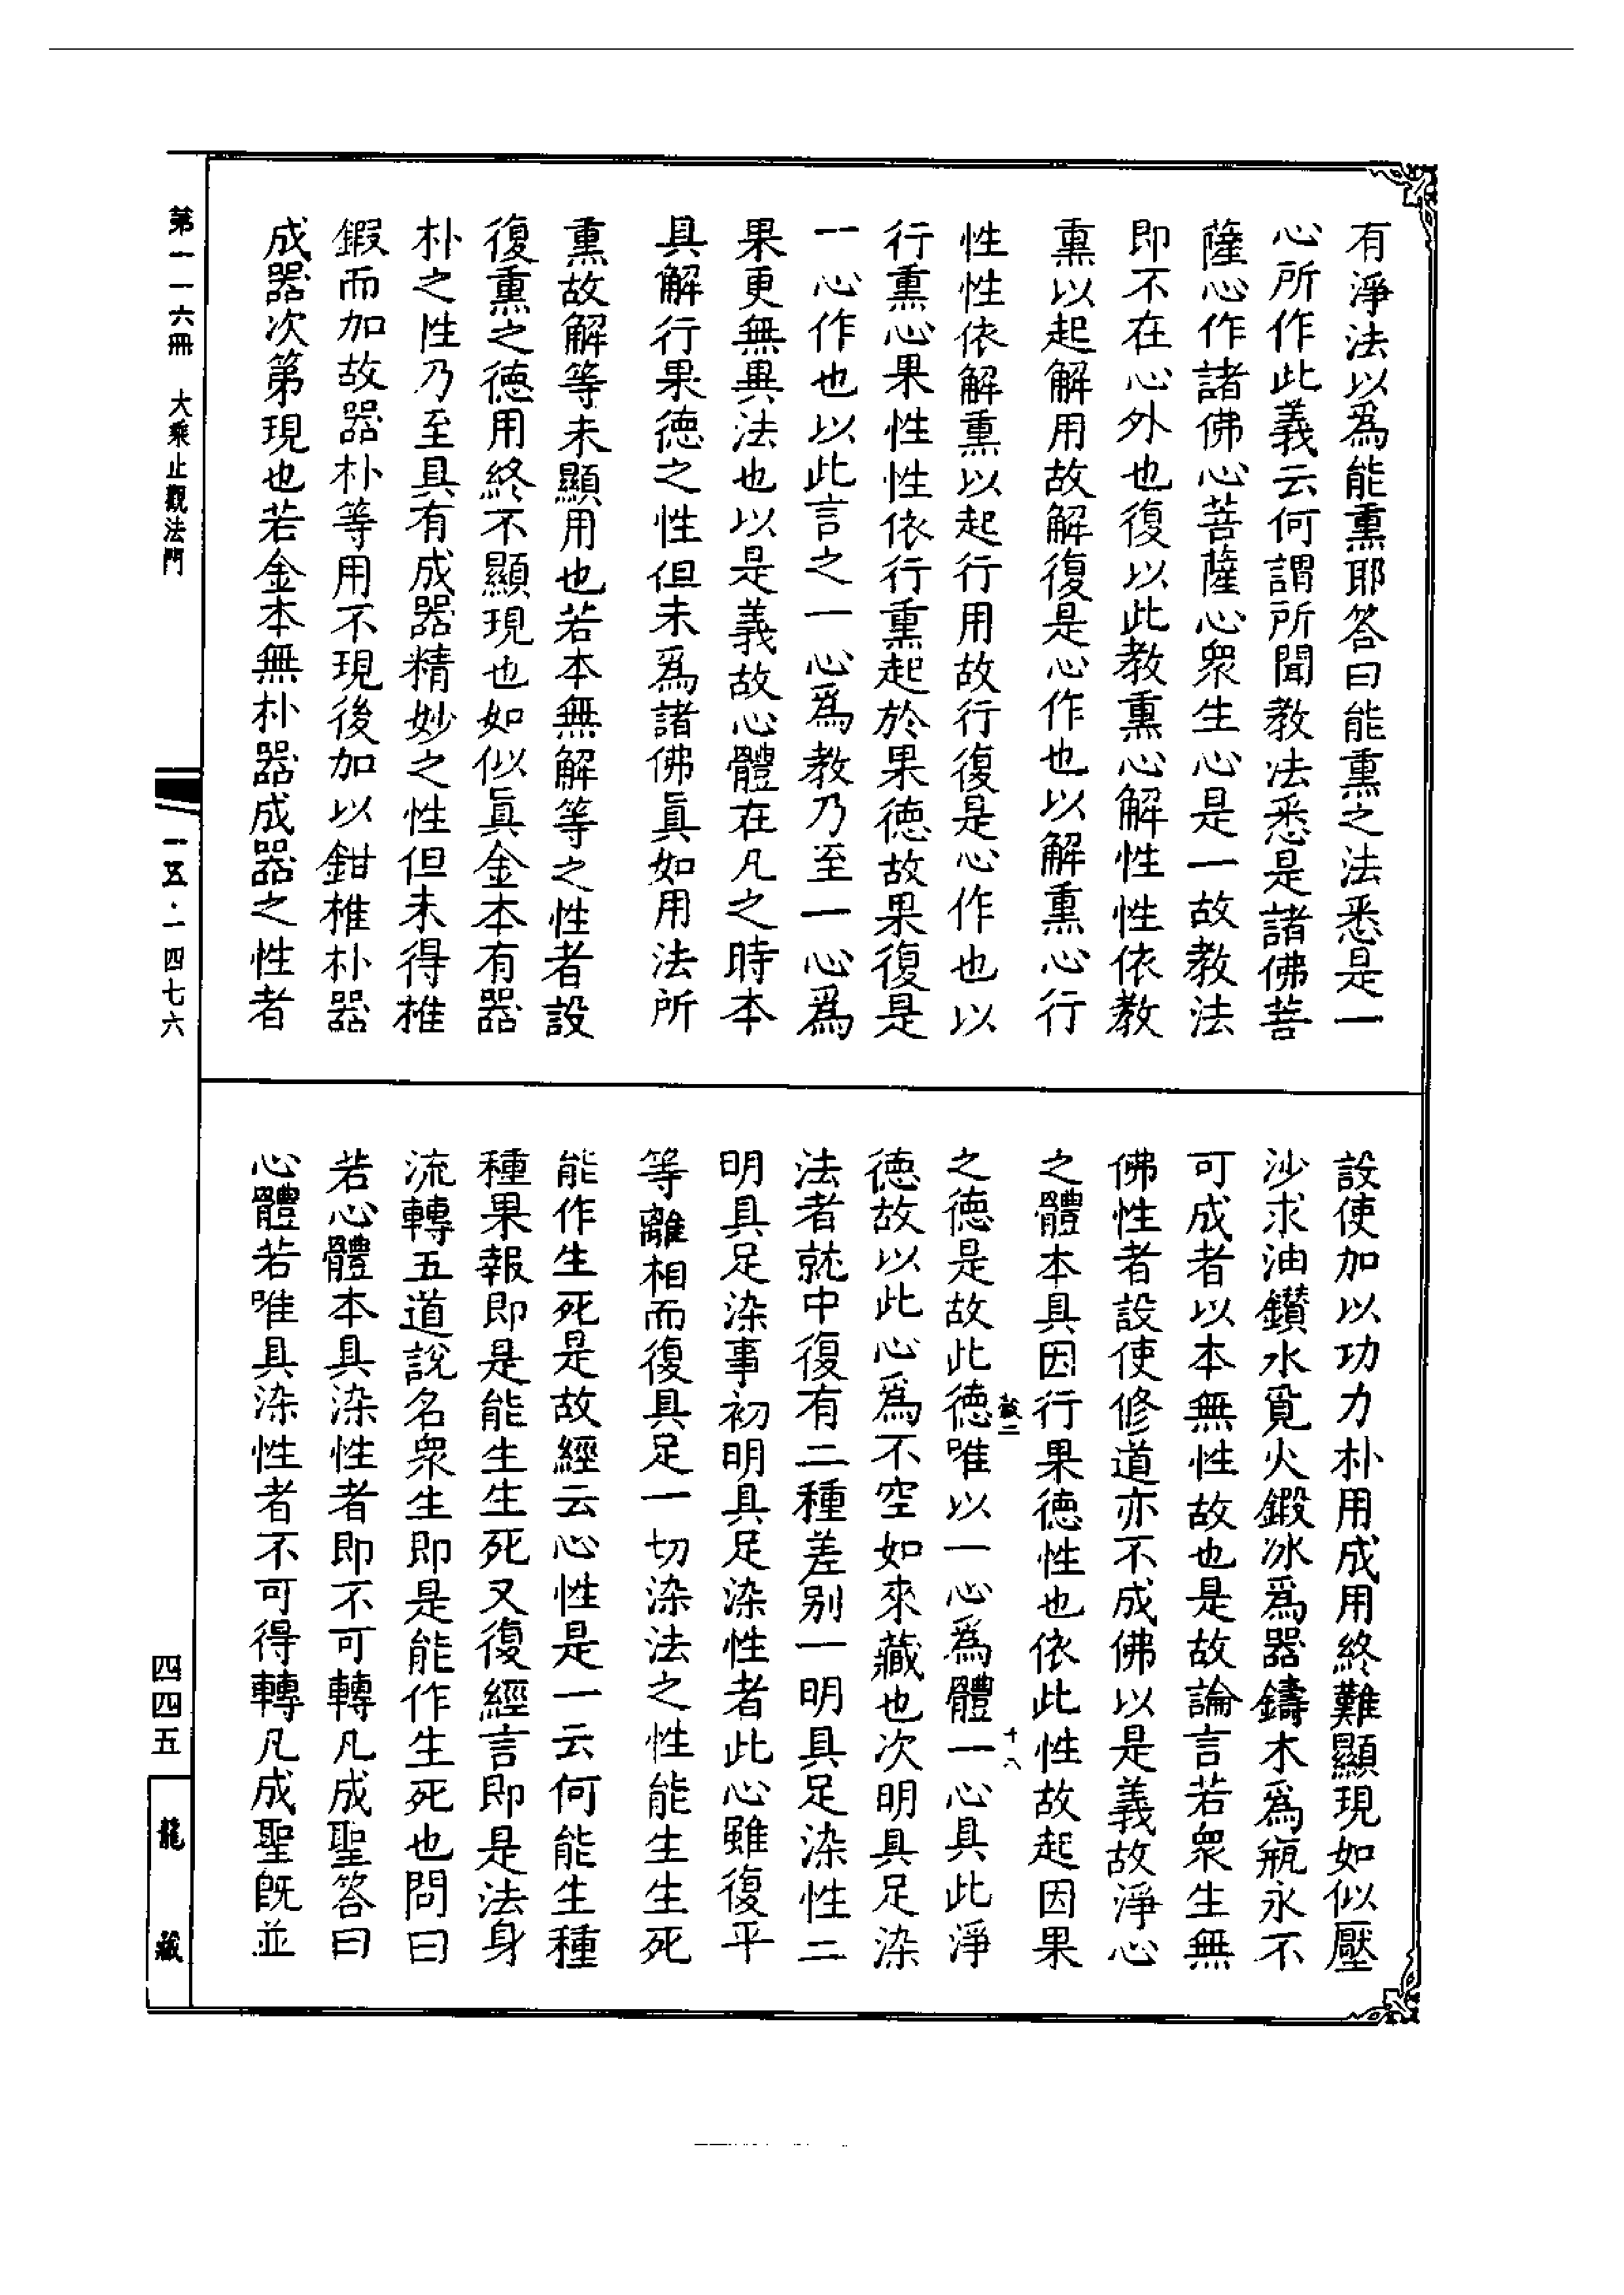 有淨法以爲能熏耶答曰能熏之法悉是一
心所作此義云何謂所聞教法悉是諸佛菩
薩心作諸佛心菩薩心衆生心是一故教法
即不在心外也復以此教熏心解性性依教
熏以起解用故解復是心作也以解熏心行
性性依解熏以起行用故行復是心作也以
行熏心果性性依行熏起於果德故果復是
一心作也以此言之一心爲教乃至一心爲
果更無異法也以是義故心體在凡之時本
具解行果德之性但未爲諸佛眞如用法所
熏故解等未顯用也若本無解等之性者設
復熏之德用終不顯現也如似眞金本有器
朴之性乃至具有成器精妙之性但未得椎
鍜而加故器朴等用不現後加以鉗椎朴器
成器次第現也若金本無朴器成器之性者
設使加以功力朴用成用終難顯現如似壓
沙求油鑽水覓火鍜冰爲器鑄木爲瓶永不
可成者以本無性故也是故論言若衆生無
佛性者設使修道亦不成佛以是義故淨心
之體本具因行果德性也依此性故起因果
之德是故此德唯以一心爲體一心具此淨
德故以此心爲不空如來藏也次明具足染
法者就中復有二種差别一明具足染性二
明具足染事初明具足染性者此心雖復平
等離相而復具足一切染法之性能生生死
能作生死是故經云心性是一云何能生種
種果報即是能生生死又復經言即是法身
流轉五道說名衆生即是能作生死也問曰
若心體本具染性者即不可轉凡成聖答曰
心體若唯具染性者不可得轉凡成聖旣並
十八
第一一六冊 大乘止觀法門
一五·一四七六
四四五
龍藏